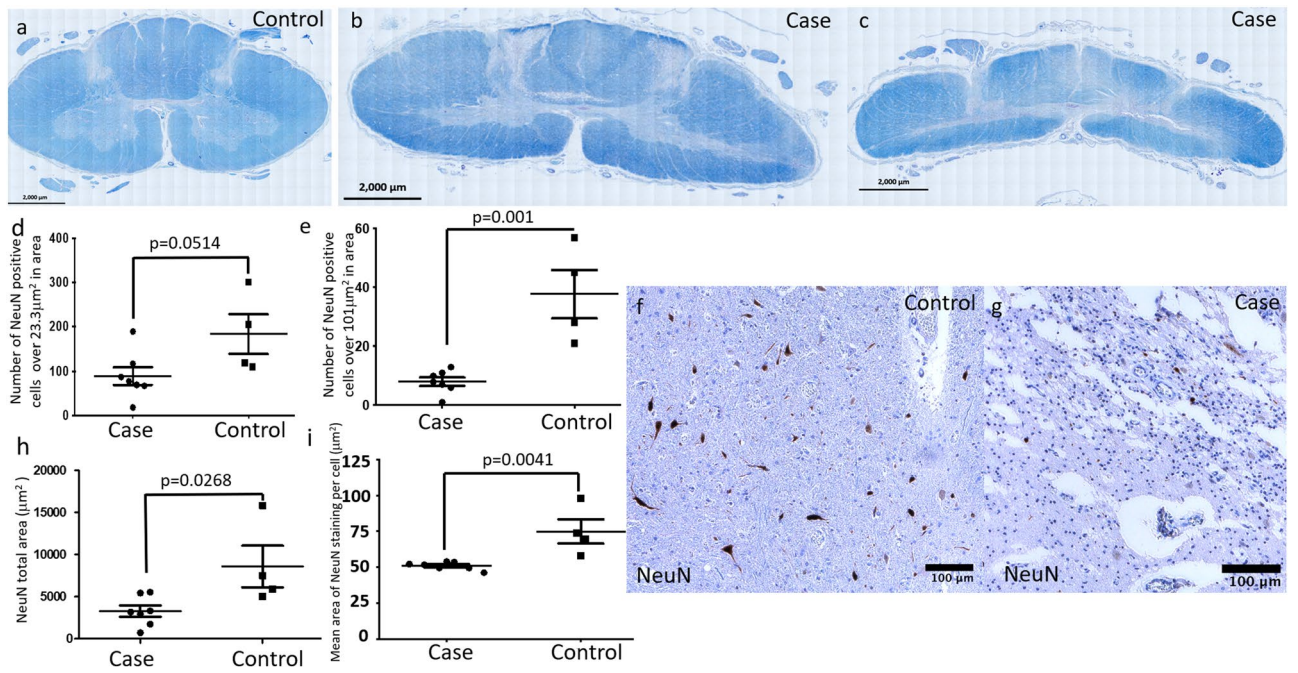 a
Control
2,000 µm
b
Case
2,000 µm
c
Case
2,000 µm
d
Number of NeuN positive
cells over 23.3µm² in area
400
300
200
100
0
p=0.0514
Case
Control
e
Number of NeuN positive
cells over 101µm² in area
60
40
20
0
p=0.001
Case
Control
f
Control
NeuN
100 µm
g
Case
NeuN
100 µm
h
NeuN total area (µm² )
20000
15000
10000
5000
0
p=0.0268
Case
Control
i
Mean area of NeuN staining per cell (µm²)
125
100
75
50
25
0
p=0.0041
Case
Control